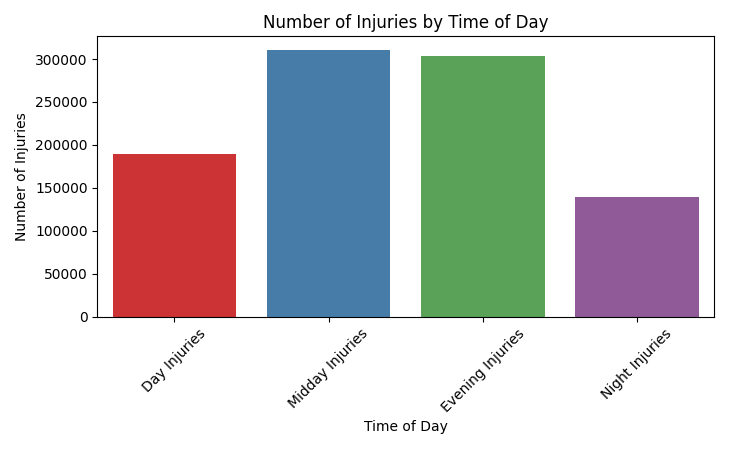 Number of Injuries by Time of Day
Number of Injuries
300000
250000
200000
150000
100000
50000
0
Day Injuries
Midday Injuries
Evening Injuries
Night Injuries
Time of Day